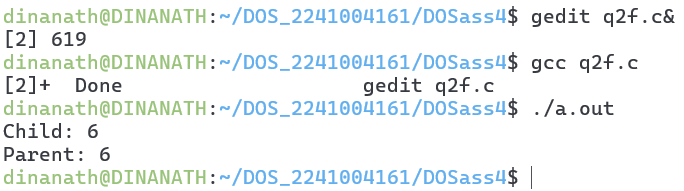 dinanath@DINANATH:~/DOS_2241004161/DOSass4$ gedit q2f.c&
[2] 619
dinanath@DINANATH:~/DOS_2241004161/DOSass4$ gcc q2f.c
[2]+  Done                    gedit q2f.c
dinanath@DINANATH:~/DOS_2241004161/DOSass4$ ./a.out
Child: 6
Parent: 6
dinanath@DINANATH:~/DOS_2241004161/DOSass4$